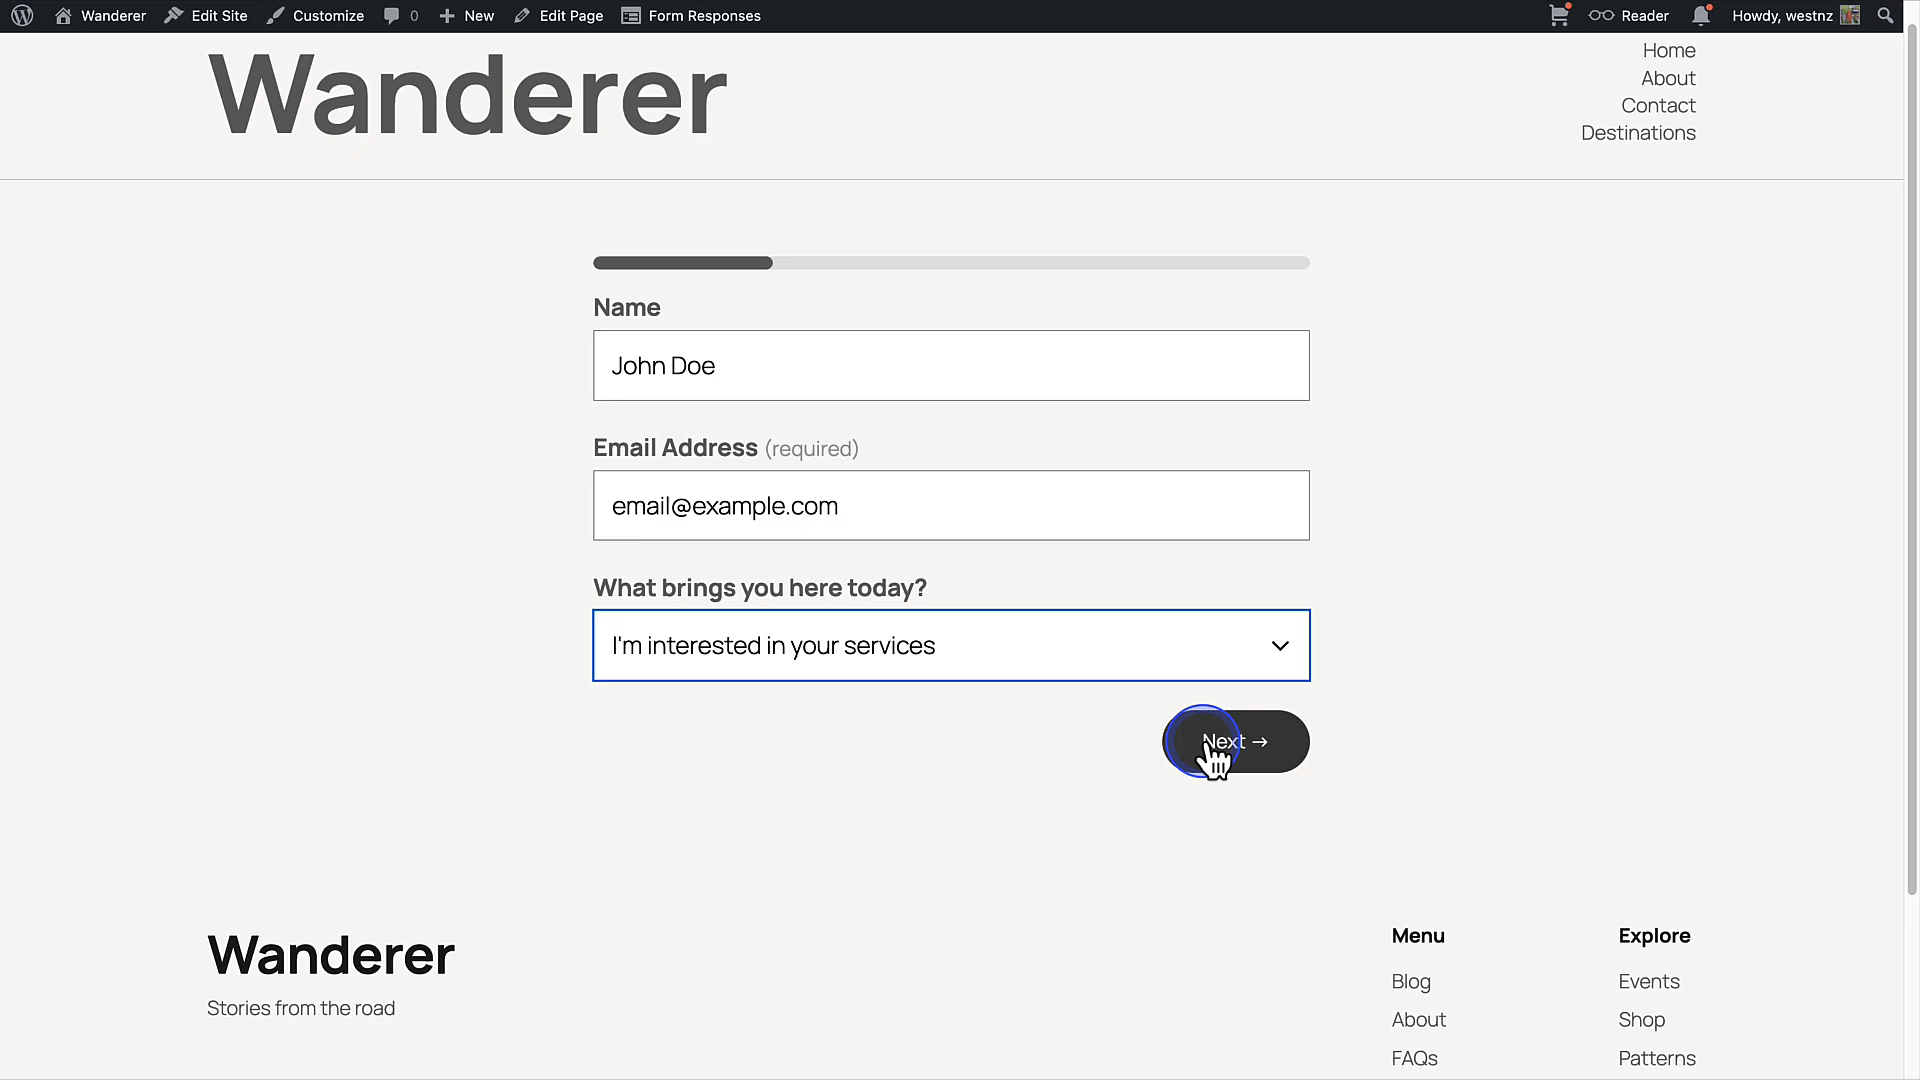 Wanderer Edit Site Customize 0 New Edit Page Form Responses Reader Howdy, westnz
Wanderer
Home
About
Contact
Destinations
Name
John Doe
Email Address (required)
email@example.com
What brings you here today?
I'm interested in your services
Next →
Wanderer
Stories from the road
Menu
Blog
About
FAQs
Explore
Events
Shop
Patterns